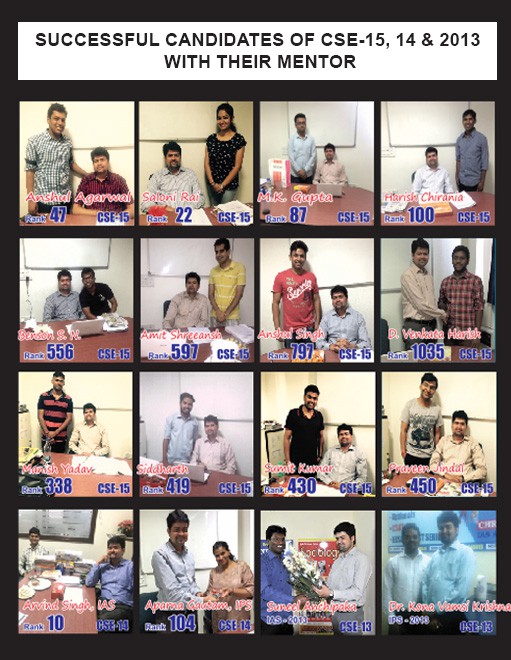 SUCCESSFUL CANDIDATES OF CSE-15, 14 & 2013
WITH THEIR MENTOR
Anshul Agarwal
Rank 47 CSE-15
Saloni Rai
Rank 22 CSE-15
M.K. Gupta
Rank 87 CSE-15
Harish Chirania
Rank 100 CSE-15
Benson S. N.
Rank 556 CSE-15
Amit Shreeansh
Rank 597 CSE-15
Anshul Singh
Rank 797 CSE-15
D. Venkata Harish
Rank 1035 CSE-15
Manish Yadav
Rank 338 CSE-15
Siddharth
Rank 419 CSE-15
Sumit Kumar
Rank 430 CSE-15
Praveen Jindal
Rank 450 CSE-15
Arvind Singh, IAS
Rank 10 CSE-14
Aparna Gautam, IPS
Rank 104 CSE-14
Suneel Anchipaka
IAS - 2013
CSE-13
Dr. Kona Vamsi Krishna
IPS - 2013
CSE-13